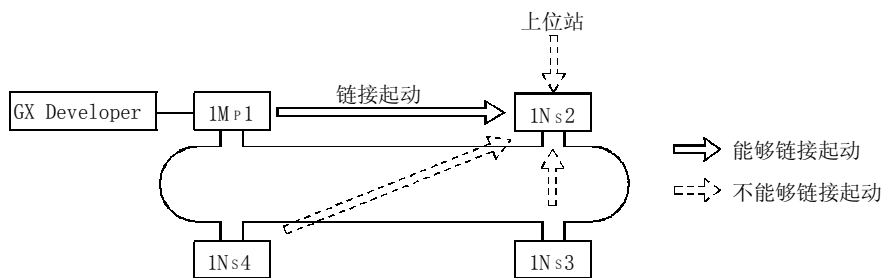 上位站
链接起动
GX Developer
1MP1
1NS2
能够链接起动
不能够链接起动
1NS4
1NS3